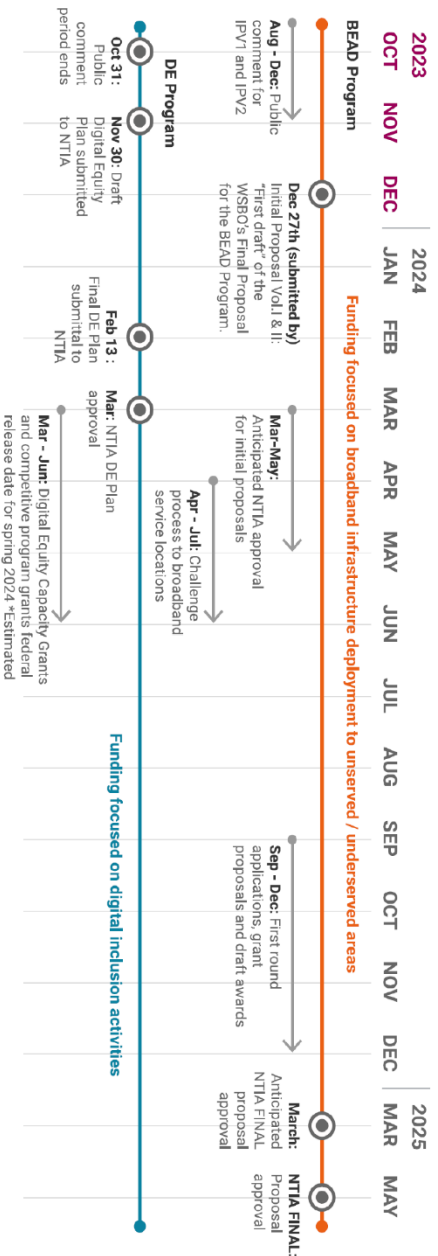 2023
2024
2025
OCT NOV DEC JAN FEB MAR APR MAY JUN JUL AUG SEP OCT NOV DEC MAR MAY
BEAD Program
Funding focused on broadband infrastructure deployment to unserved / underserved areas
Aug - Dec: Public
comment for
IPV1 and IPV2
Dec 27th (submitted by)
Initial Proposal Vol.I & II:
"First draft" of the
WSBO's Final Proposal
for the BEAD Program.
Mar-May:
Anticipated NTIA approval
for initial proposals
Apr - Jul: Challenge
process to broadband
service locations
Sep - Dec: First round
applications, grant
proposals and draft awards
March:
Anticipated
NTIA FINAL
proposal
approval
NTIA FINAL:
Proposal
approval
DE Program
Funding focused on digital inclusion activities
Oct 31:
Public
comment
period ends
Nov 30: Draft
Digital Equity
Plan submitted
to NTIA
Feb 13 :
Final DE Plan
submittal to
NTIA
Mar: NTIA DE Plan
approval
Mar - Jun: Digital Equity Capacity Grants
and competitive program grants federal
release date for spring 2024 *Estimated